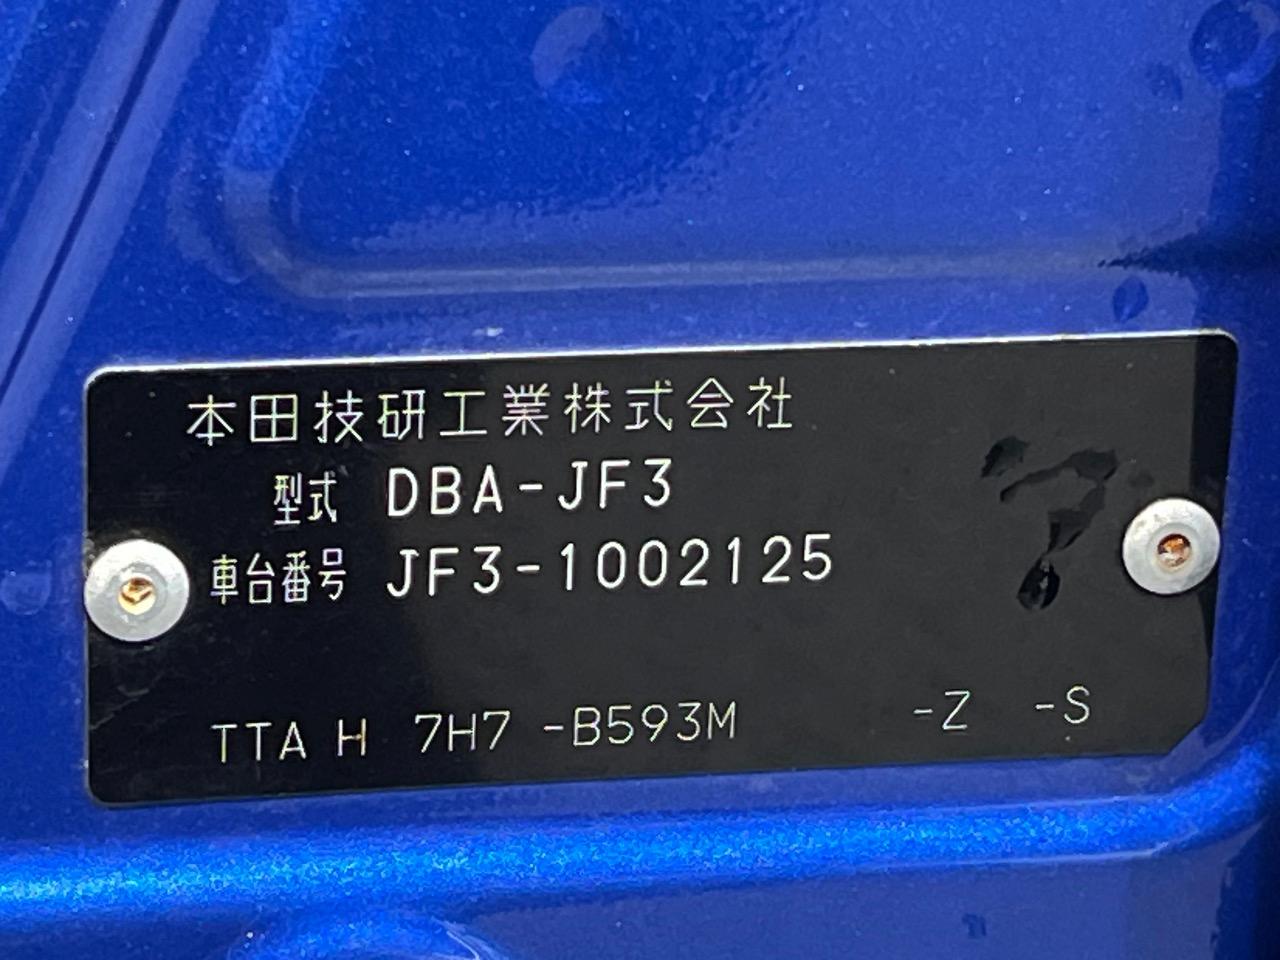 本田技研工業株式会社
型式 DBA-JF3
車台番号 JF3-1002125
TTA H 7H7 -B593M -Z -S